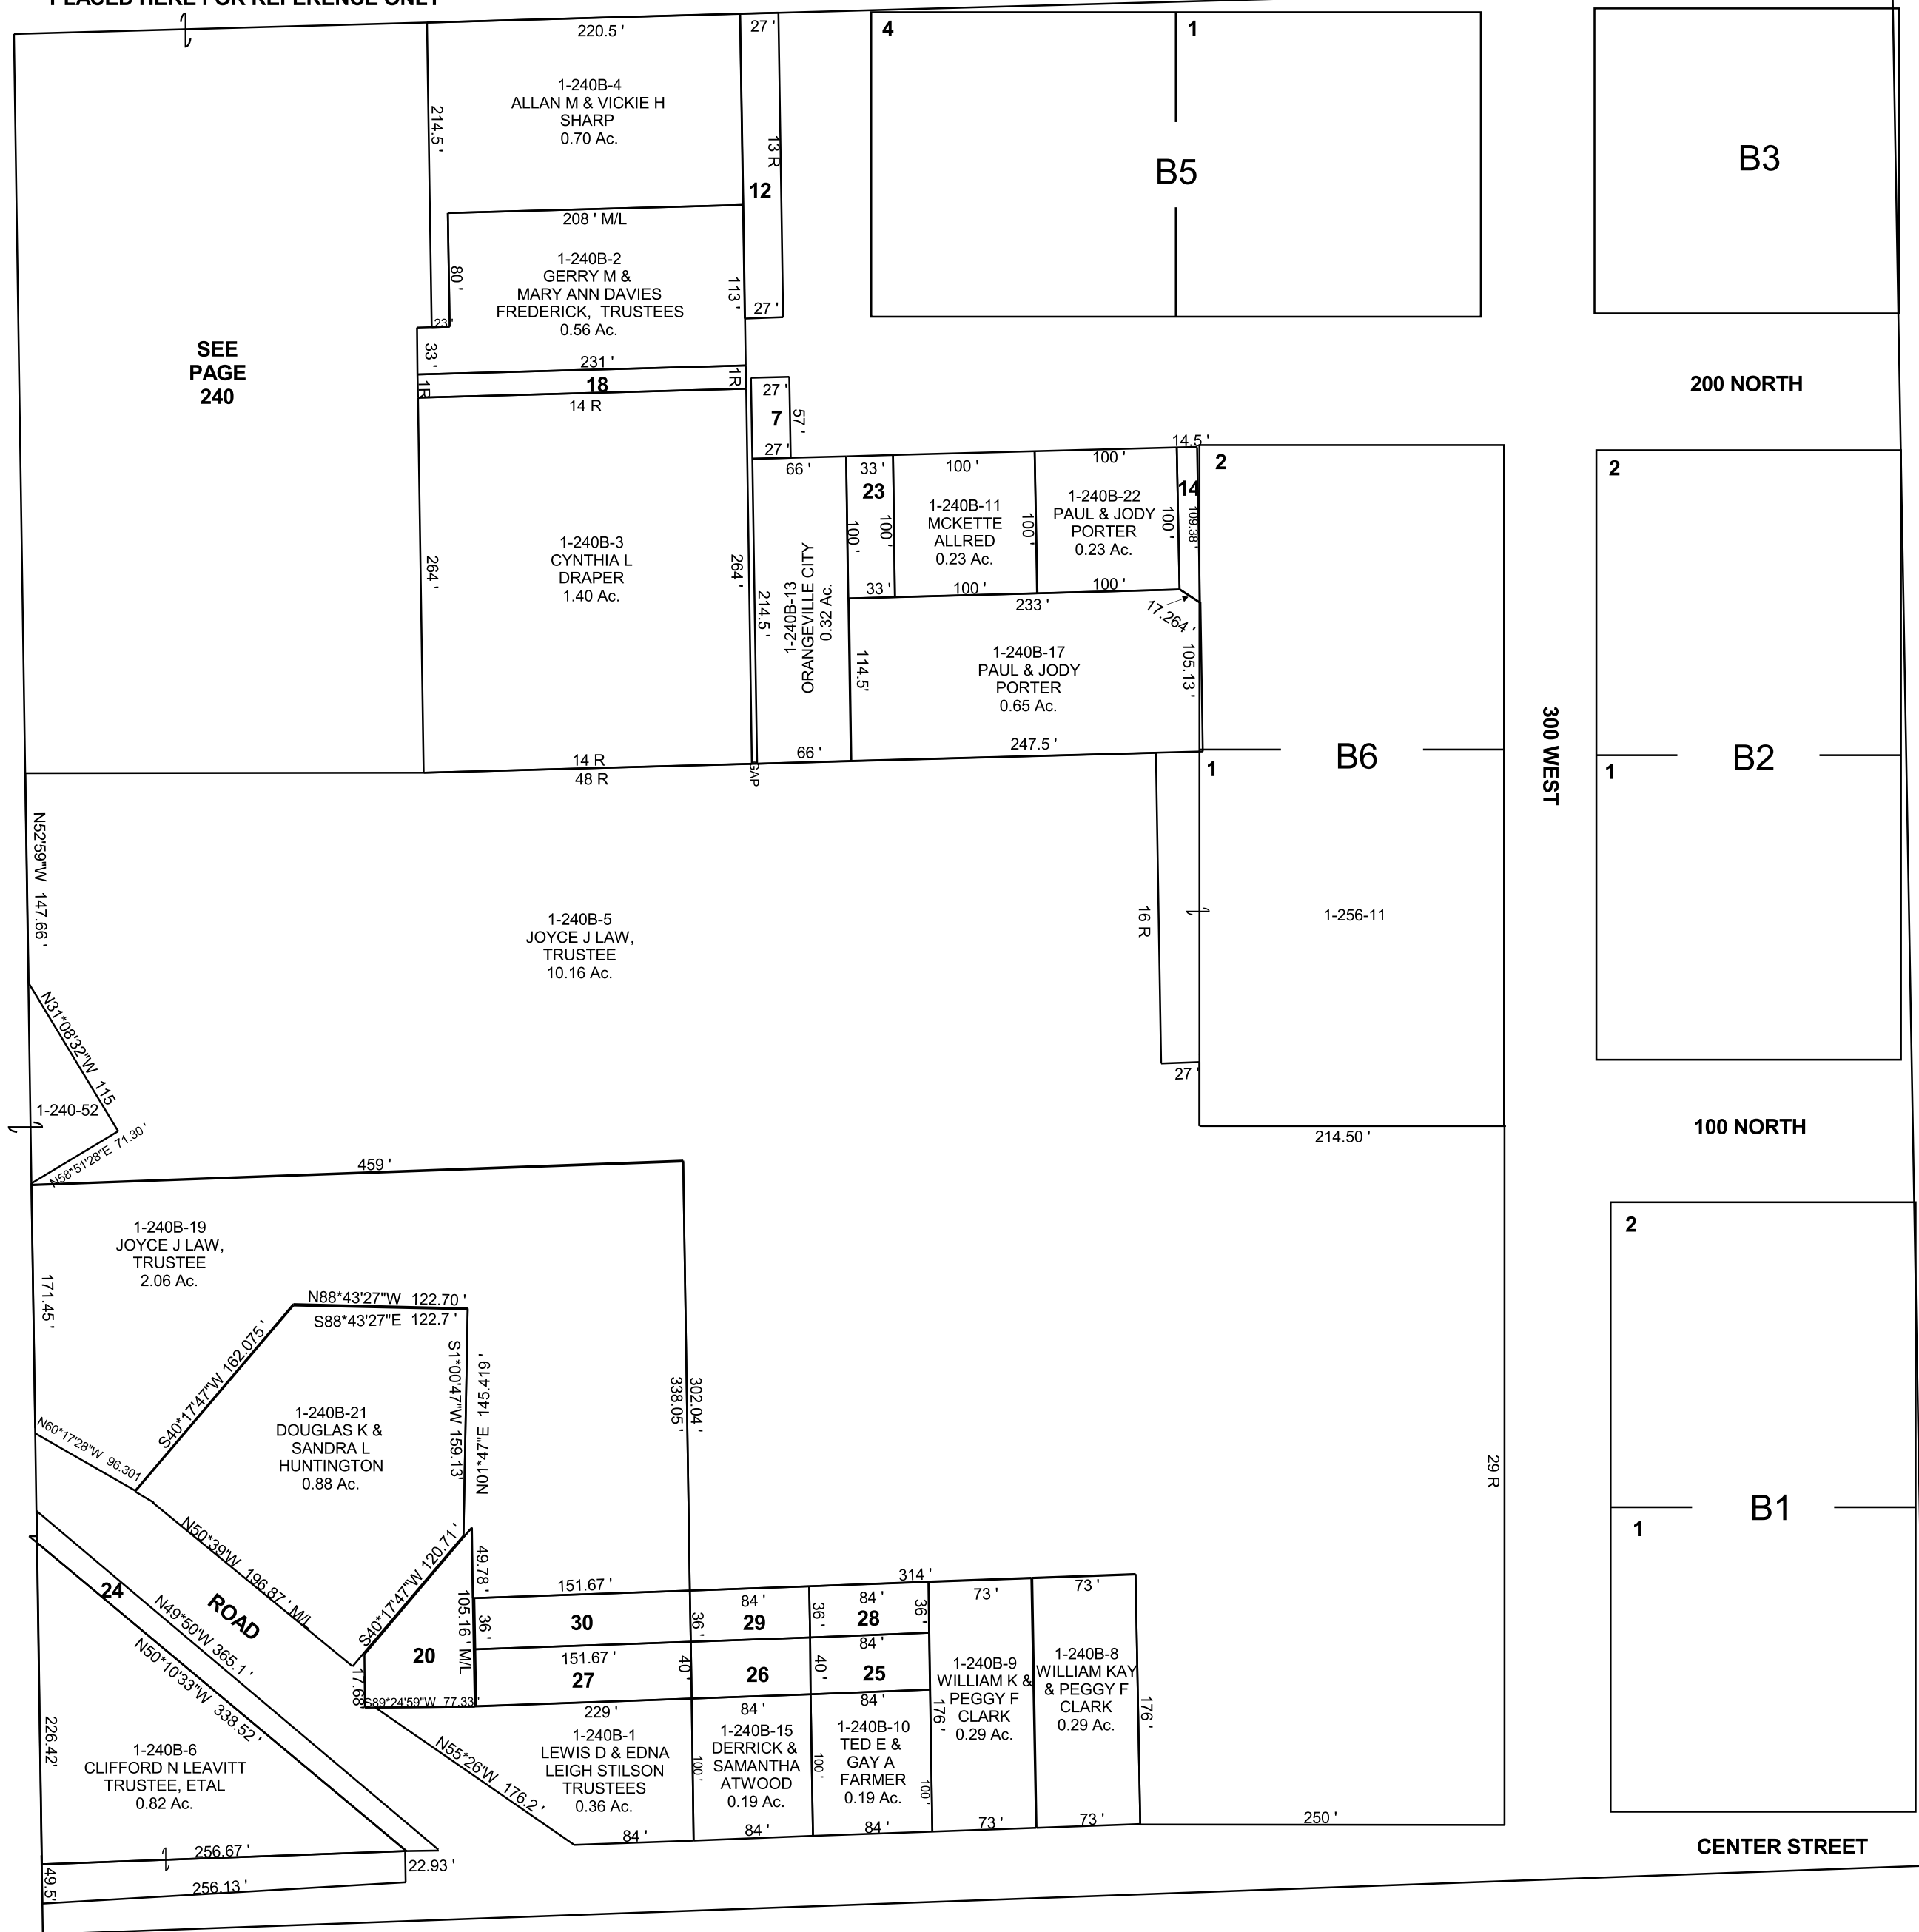 220.5 '
27 '
4
1
1-240B-4
ALLAN M & VICKIE H
SHARP
0.70 Ac.
214.5 '
13 R
12
B5
B3
208 ' M/L
1-240B-2
GERRY M &
MARY ANN DAVIES
FREDERICK, TRUSTEES
0.56 Ac.
80 '
113 '
27 '
23 '
33 '
SEE
PAGE
240
231 '
1R
18
1R
14 R
27 '
7
57 '
27 '
200 NORTH
66 '
33 '
100 '
100 '
14.5 '
2
2
23
14
1-240B-11
MCKETTE
ALLRED
0.23 Ac.
1-240B-22
PAUL & JODY
PORTER
0.23 Ac.
100 '
100 '
100 '
100 '
109.38 '
33 '
100 '
100 '
1-240B-3
CYNTHIA L
DRAPER
1.40 Ac.
264 '
264 '
214.5 '
1-240B-13
ORANGEVILLE CITY
0.32 Ac.
233 '
17.264 '
114.5'
1-240B-17
PAUL & JODY
PORTER
0.65 Ac.
105.13 '
66 '
247.5 '
14 R
48 R
GAP
B6
1
300 WEST
B2
1
N52'59"W 147.66 '
1-240B-5
JOYCE J LAW,
TRUSTEE
10.16 Ac.
16 R
1-256-11
27 '
N31*08'32"W 115
1-240-52
N58*51'28"E 71.30 '
214.50 '
100 NORTH
459 '
1-240B-19
JOYCE J LAW,
TRUSTEE
2.06 Ac.
171.45 '
2
N88*43'27"W 122.70 '
S88*43'27"E 122.7 '
S40*17'47"W 162.075 '
S1*00'47"W 159.13'
N01*47"E 145.419 '
338.05 '
302.04 '
1-240B-21
DOUGLAS K &
SANDRA L
HUNTINGTON
0.88 Ac.
N60*17'28"W 96.301
29 R
B1
1
N50*39'W 196.87 ' M/L
S40*17'47"W 120.71 '
49.78 '
105.16 ' M/L
24
ROAD
N49*50'W 365.1 '
N50*10'33"W 338.52 '
151.67 '
314 '
84 '
84 '
73 '
73 '
36 '
30
36 '
29
36 '
28
36 '
84 '
20
151.67 '
27
40 '
26
40 '
25
17.68
S89*24'59"W 77.33 '
229 '
84 '
84 '
1-240B-9
WILLIAM K &
PEGGY F
CLARK
0.29 Ac.
1-240B-8
WILLIAM KAY
& PEGGY F
CLARK
0.29 Ac.
176 '
176 '
N55*26'W 176.2 '
1-240B-1
LEWIS D & EDNA
LEIGH STILSON
TRUSTEES
0.36 Ac.
1-240B-15
DERRICK &
SAMANTHA
ATWOOD
0.19 Ac.
1-240B-10
TED E &
GAY A
FARMER
0.19 Ac.
100 '
100 '
100 '
226.42'
1-240B-6
CLIFFORD N LEAVITT
TRUSTEE, ETAL
0.82 Ac.
84 '
84 '
84 '
73 '
73 '
250 '
256.67 '
22.93 '
49.5'
256.13 '
CENTER STREET